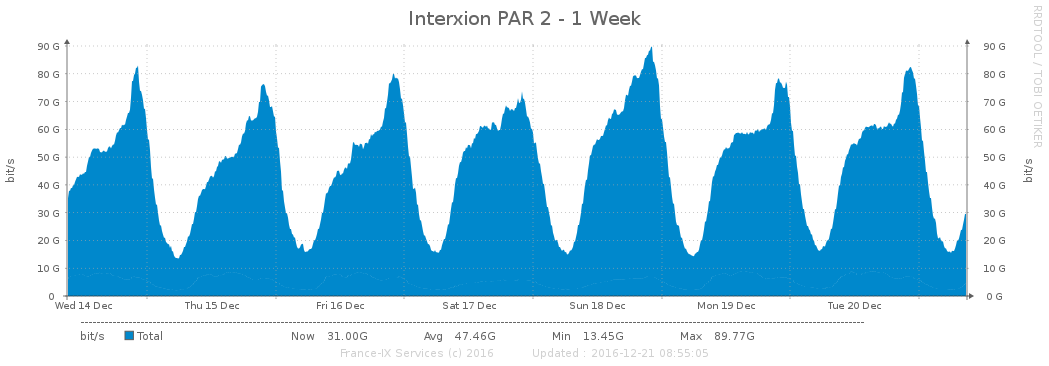 Interxion PAR 2 - 1 Week
RRDTOOL / TOBI OETIKER
90 G 90 G
80 G 80 G
70 G 70 G
60 G 60 G
50 G 50 G
40 G 40 G
30 G 30 G
20 G 20 G
10 G 10 G
0 0 G
bit/s bit/s
Wed 14 Dec Thu 15 Dec Fri 16 Dec Sat 17 Dec Sun 18 Dec Mon 19 Dec Tue 20 Dec
bit/s Total Now 31.00G Avg 47.46G Min 13.45G Max 89.77G
France-IX Services (c) 2016 Updated : 2016-12-21 08:55:05